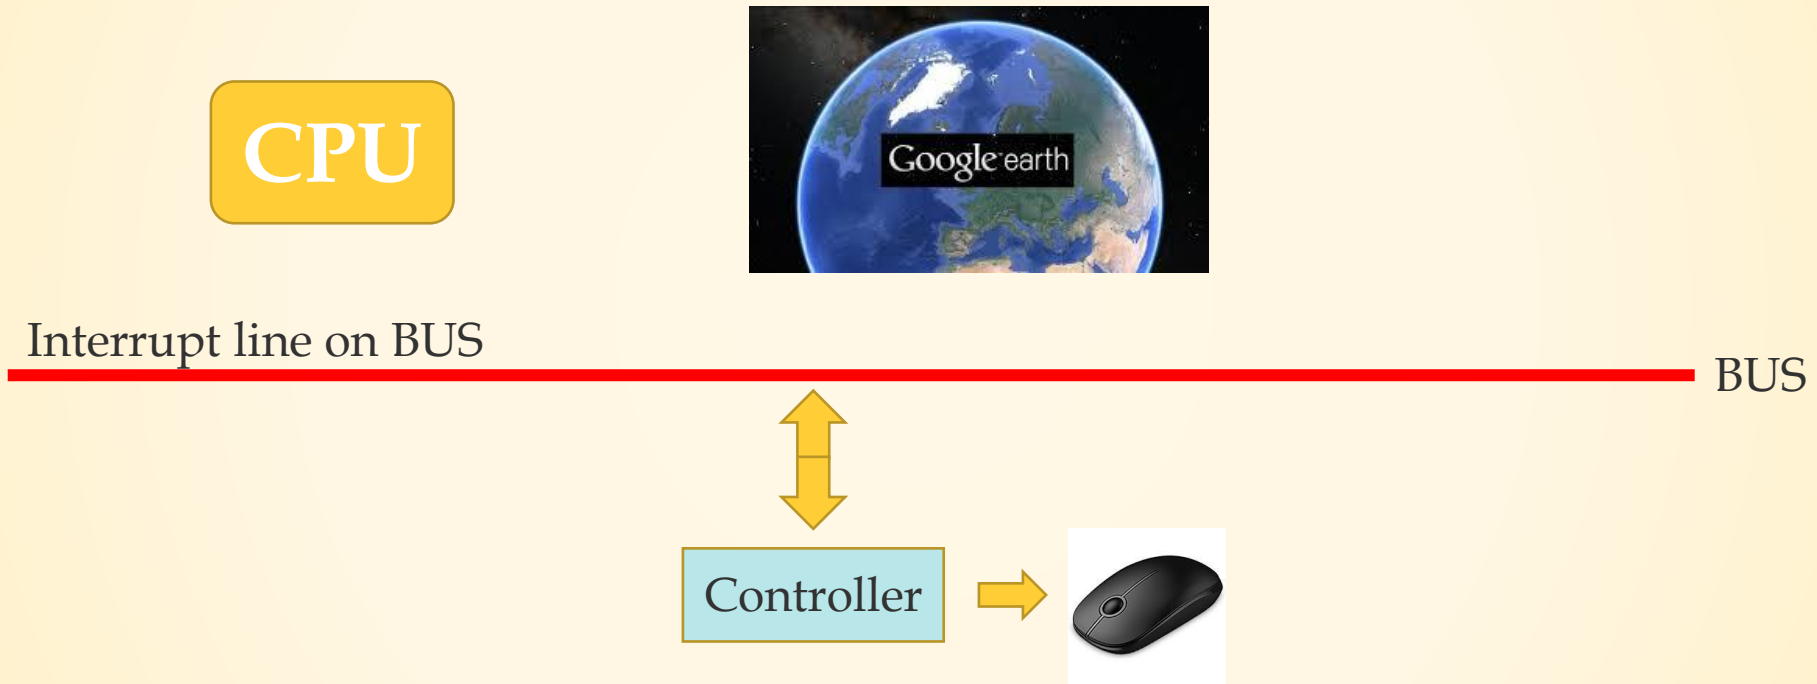 CPU
Google earth
Interrupt line on BUS
BUS
Controller